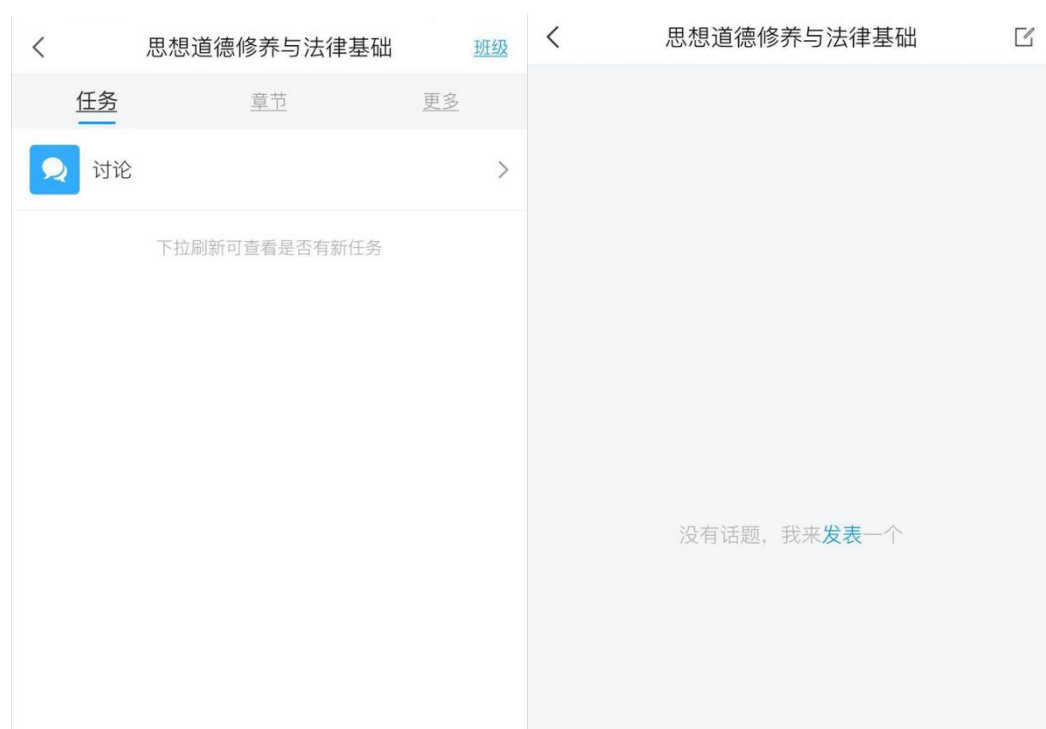 思想道德修养与法律基础
班级
任务
章节
更多
讨论
下拉刷新可查看是否有新任务
思想道德修养与法律基础
没有话题，我来发表一个